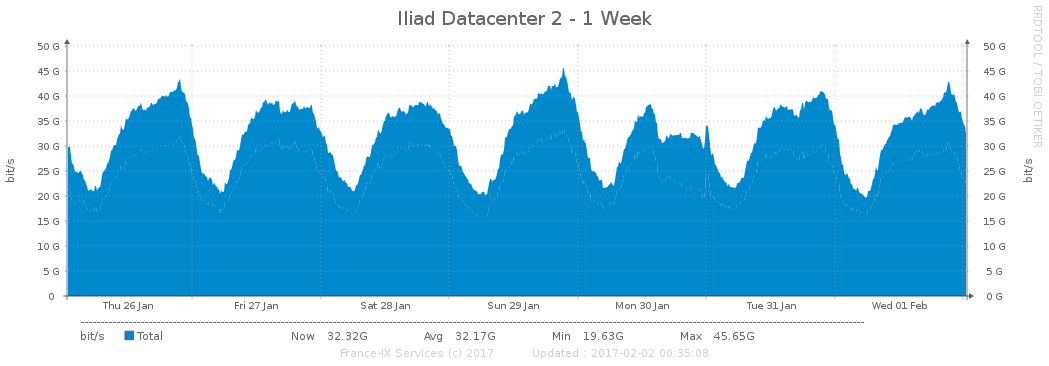 Iliad Datacenter 2 - 1 Week
RRDTOOL / TOBI OETIKER
bit/s
50 G 50 G
45 G 45 G
40 G 40 G
35 G 35 G
30 G 30 G
25 G 25 G
20 G 20 G
15 G 15 G
10 G 10 G
5 G 5 G
0 0 G
bit/s
Thu 26 Jan Fri 27 Jan Sat 28 Jan Sun 29 Jan Mon 30 Jan Tue 31 Jan Wed 01 Feb
bit/s Total Now 32.32G Avg 32.17G Min 19.63G Max 45.65G
France-IX Services (c) 2017 Updated : 2017-02-02 00:35:08